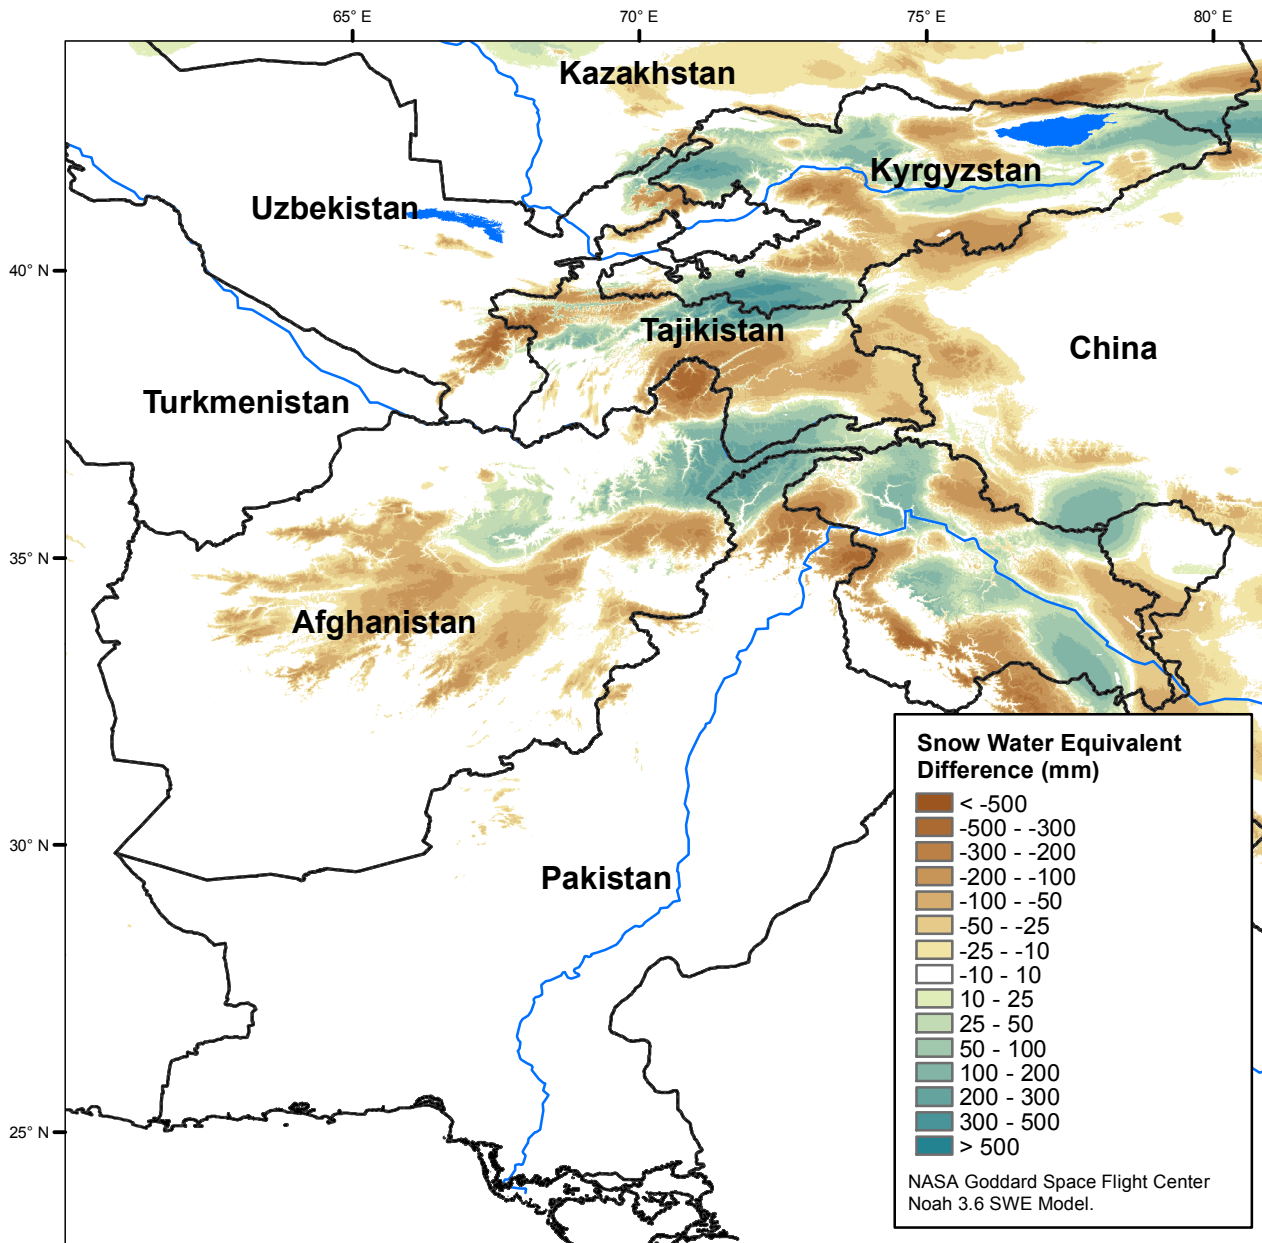 65° E
70° E
75° E
80° E
Kazakhstan
Kyrgyzstan
Uzbekistan
40° N
Tajikistan
China
Turkmenistan
35° N
Afghanistan
30° N
Pakistan
25° N
Snow Water Equivalent
Difference (mm)
< -500
-500 - -300
-300 - -200
-200 - -100
-100 - -50
-50 - -25
-25 - -10
-10 - 10
10 - 25
25 - 50
50 - 100
100 - 200
200 - 300
300 - 500
> 500
NASA Goddard Space Flight Center
Noah 3.6 SWE Model.